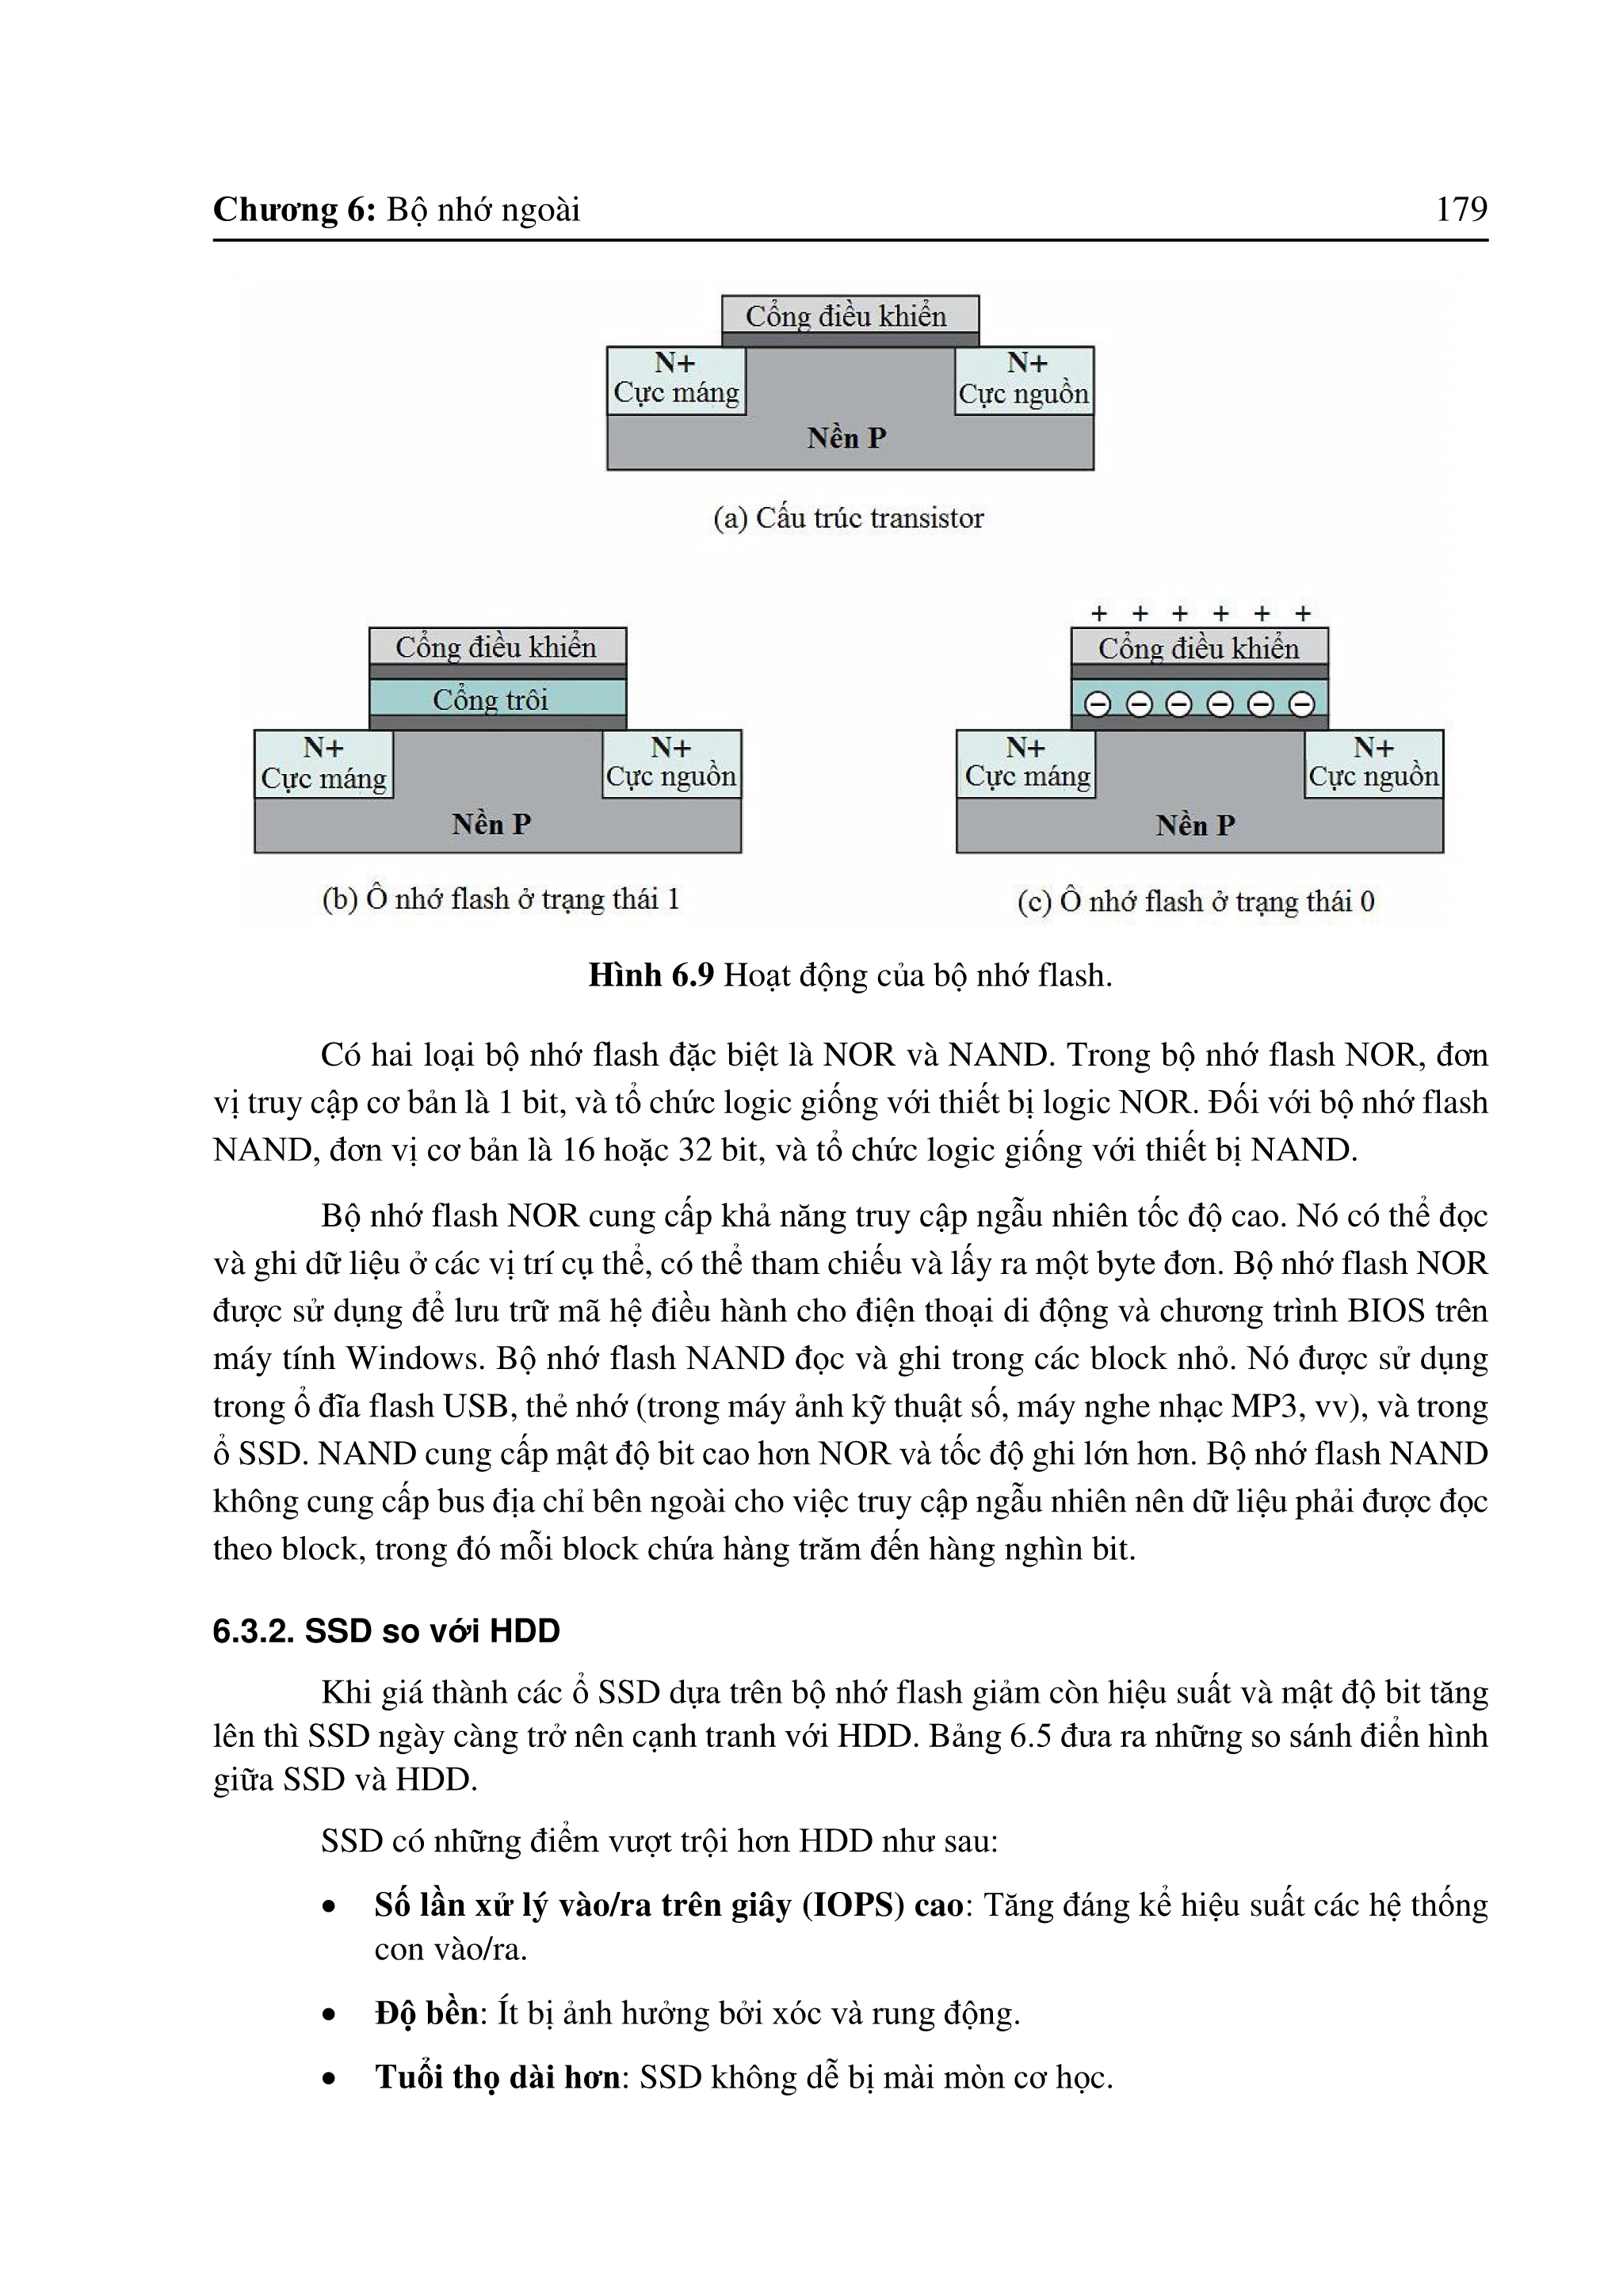 Chương 6: Bộ nhớ ngoài 179
Cổng điều khiển
N+ N+
Cực máng Cực nguồn
Nền P
(a) Cấu trúc transistor
+ + + + + +
Cổng điều khiển Cổng điều khiển
Cổng trôi − − − − − −
N+ N+ N+ N+
Cực máng Cực nguồn Cực máng Cực nguồn
Nền P Nền P
(b) Ô nhớ flash ở trạng thái 1 (c) Ô nhớ flash ở trạng thái 0
Hình 6.9 Hoạt động của bộ nhớ flash.
Có hai loại bộ nhớ flash đặc biệt là NOR và NAND. Trong bộ nhớ flash NOR, đơn
vị truy cập cơ bản là 1 bit, và tổ chức logic giống với thiết bị logic NOR. Đối với bộ nhớ flash
NAND, đơn vị cơ bản là 16 hoặc 32 bit, và tổ chức logic giống với thiết bị NAND.
Bộ nhớ flash NOR cung cấp khả năng truy cập ngẫu nhiên tốc độ cao. Nó có thể đọc
và ghi dữ liệu ở các vị trí cụ thể, có thể tham chiếu và lấy ra một byte đơn. Bộ nhớ flash NOR
được sử dụng để lưu trữ mã hệ điều hành cho điện thoại di động và chương trình BIOS trên
máy tính Windows. Bộ nhớ flash NAND đọc và ghi trong các block nhỏ. Nó được sử dụng
trong ổ đĩa flash USB, thẻ nhớ (trong máy ảnh kỹ thuật số, máy nghe nhạc MP3, vv), và trong
ổ SSD. NAND cung cấp mật độ bit cao hơn NOR và tốc độ ghi lớn hơn. Bộ nhớ flash NAND
không cung cấp bus địa chỉ bên ngoài cho việc truy cập ngẫu nhiên nên dữ liệu phải được đọc
theo block, trong đó mỗi block chứa hàng trăm đến hàng nghìn bit.
6.3.2. SSD so với HDD
Khi giá thành các ổ SSD dựa trên bộ nhớ flash giảm còn hiệu suất và mật độ bit tăng
lên thì SSD ngày càng trở nên cạnh tranh với HDD. Bảng 6.5 đưa ra những so sánh điển hình
giữa SSD và HDD.
SSD có những điểm vượt trội hơn HDD như sau:
• Số lần xử lý vào/ra trên giây (IOPS) cao: Tăng đáng kể hiệu suất các hệ thống
con vào/ra.
• Độ bền: Ít bị ảnh hưởng bởi xóc và rung động.
• Tuổi thọ dài hơn: SSD không dễ bị mài mòn cơ học.